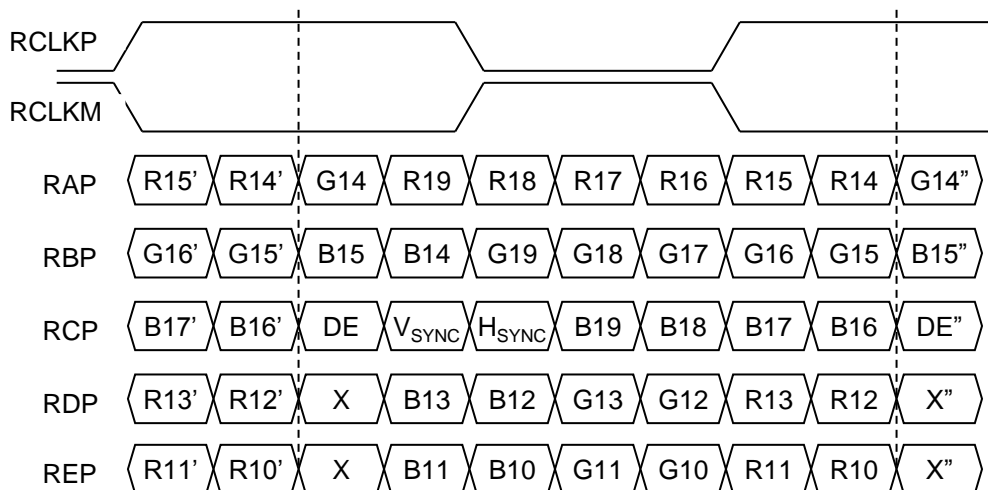 RCLKP
RCLKM
RAP R15’ R14’ G14 R19 R18 R17 R16 R15 R14 G14”
RBP G16’ G15’ B15 B14 G19 G18 G17 G16 G15 B15”
RCP B17’ B16’ DE VSYNC HSYNC B19 B18 B17 B16 DE”
RDP R13’ R12’ X B13 B12 G13 G12 R13 R12 X”
REP R11’ R10’ X B11 B10 G11 G10 R11 R10 X”